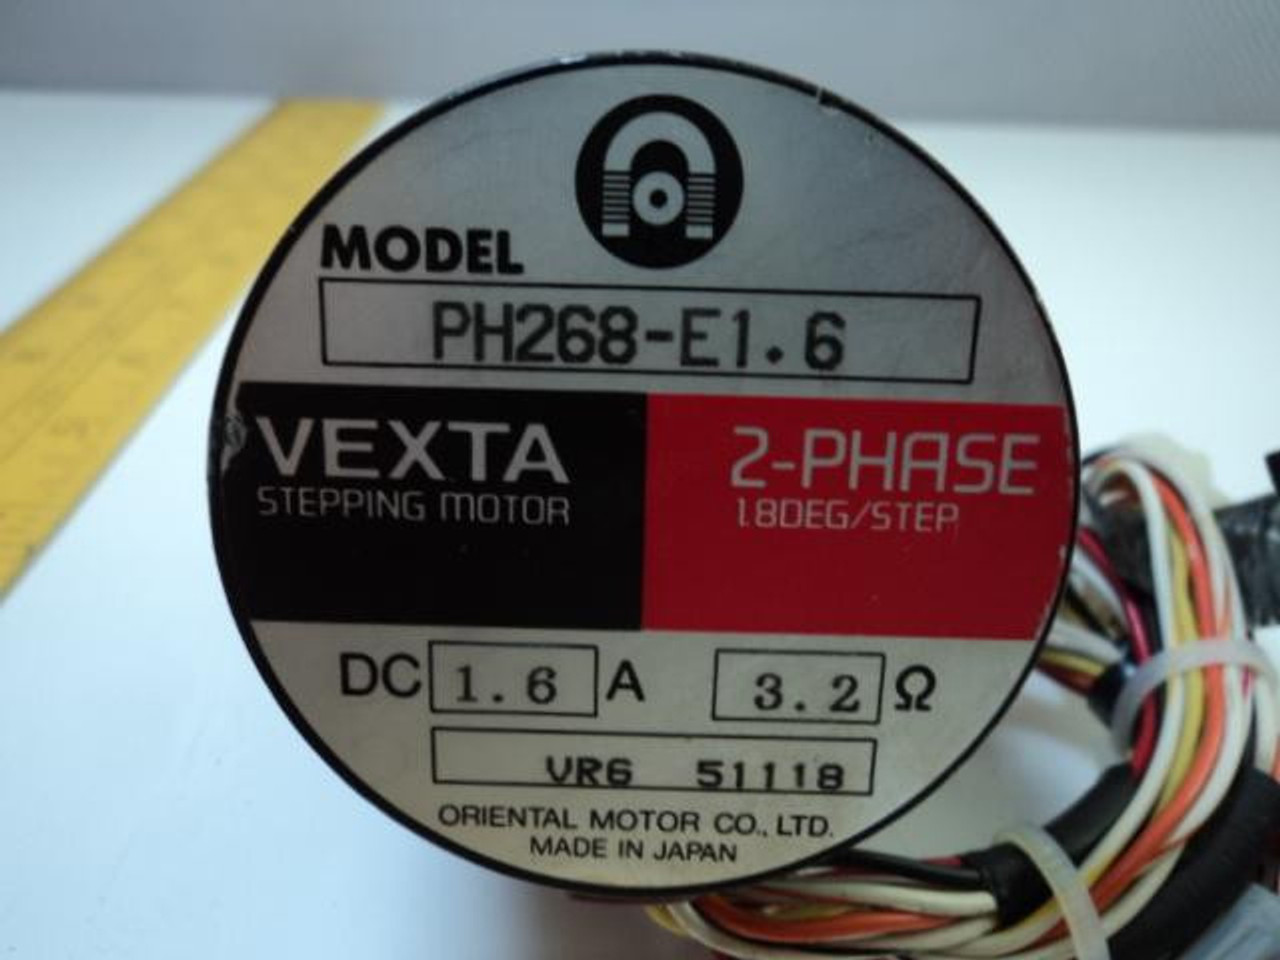 MODEL
PH268-E1.6
VEXTA
STEPPING MOTOR
2-PHASE
1.8DEG/STEP
DC 1.6 A 3.2 Ω
VR6 51118
ORIENTAL MOTOR CO., LTD.
MADE IN JAPAN